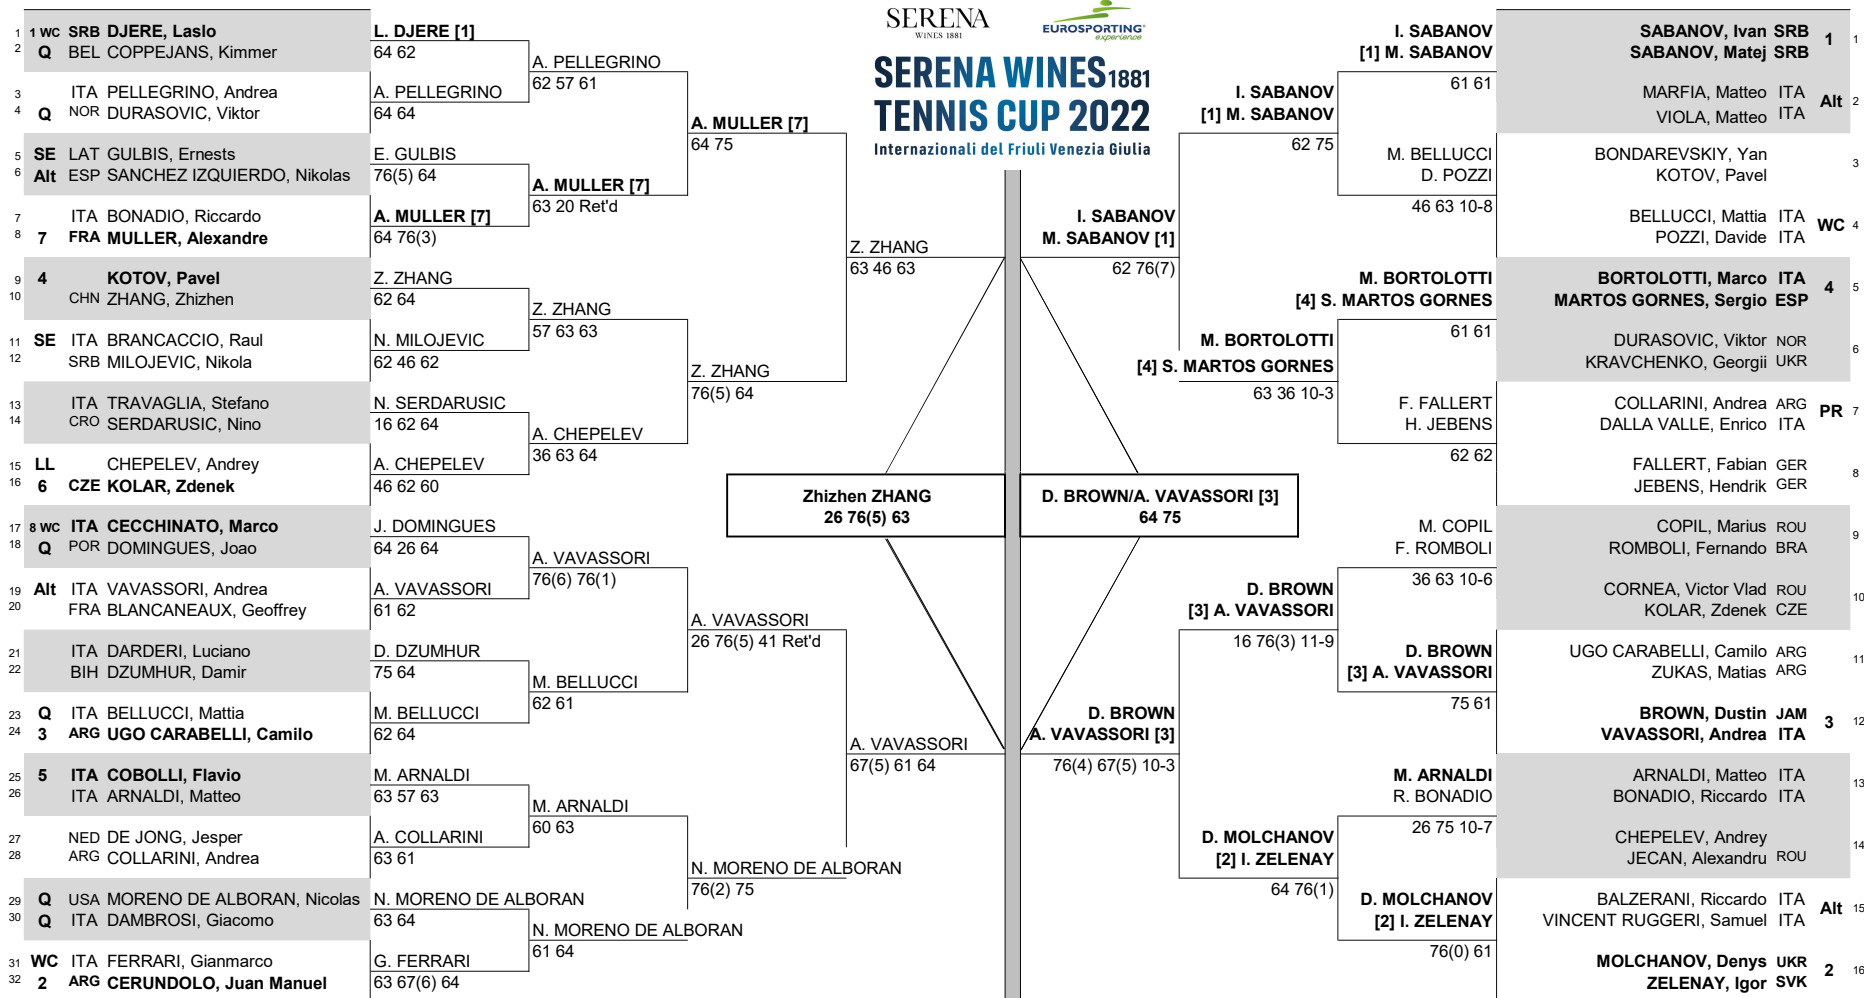 SERENA
WINES 1881
EUROSPORTING
experience
SERENA WINES 1881
TENNIS CUP 2022
Internazionali del Friuli Venezia Giulia
1 1 WC SRB DJERE, Laslo
2 Q BEL COPPEJANS, Kimmer
3 ITA PELLEGRINO, Andrea
4 Q NOR DURASOVIC, Viktor
5 SE LAT GULBIS, Ernests
6 Alt ESP SANCHEZ IZQUIERDO, Nikolas
7 ITA BONADIO, Riccardo
8 7 FRA MULLER, Alexandre
9 4 KOTOV, Pavel
10 CHN ZHANG, Zhizhen
11 SE ITA BRANCACCIO, Raul
12 SRB MILOJEVIC, Nikola
13 ITA TRAVAGLIA, Stefano
14 CRO SERDARUSIC, Nino
15 LL CHEPELEV, Andrey
16 6 CZE KOLAR, Zdenek
17 8 WC ITA CECCHINATO, Marco
18 Q POR DOMINGUES, Joao
19 Alt ITA VAVASSORI, Andrea
20 FRA BLANCANEAUX, Geoffrey
21 ITA DARDERI, Luciano
22 BIH DZUMHUR, Damir
23 Q ITA BELLUCCI, Mattia
24 3 ARG UGO CARABELLI, Camilo
25 5 ITA COBOLLI, Flavio
26 ITA ARNALDI, Matteo
27 NED DE JONG, Jesper
28 ARG COLLARINI, Andrea
29 Q USA MORENO DE ALBORAN, Nicolas
30 Q ITA DAMBROSI, Giacomo
31 WC ITA FERRARI, Gianmarco
32 2 ARG CERUNDOLO, Juan Manuel
L. DJERE [1]
64 62
A. PELLEGRINO
64 64
E. GULBIS
76(5) 64
A. MULLER [7]
64 76(3)
Z. ZHANG
62 64
N. MILOJEVIC
62 46 62
N. SERDARUSIC
16 62 64
A. CHEPELEV
46 62 60
J. DOMINGUES
64 26 64
A. VAVASSORI
61 62
D. DZUMHUR
75 64
M. BELLUCCI
62 64
M. ARNALDI
63 57 63
A. COLLARINI
63 61
N. MORENO DE ALBORAN
63 64
G. FERRARI
63 67(6) 64
A. PELLEGRINO
62 57 61
A. MULLER [7]
63 20 Ret'd
Z. ZHANG
57 63 63
A. CHEPELEV
36 63 64
A. VAVASSORI
76(6) 76(1)
M. BELLUCCI
62 61
M. ARNALDI
60 63
N. MORENO DE ALBORAN
61 64
A. MULLER [7]
64 75
Z. ZHANG
76(5) 64
A. VAVASSORI
26 76(5) 41 Ret'd
N. MORENO DE ALBORAN
76(2) 75
Z. ZHANG
63 46 63
A. VAVASSORI
67(5) 61 64
Zhizhen ZHANG
26 76(5) 63
D. BROWN/A. VAVASSORI [3]
64 75
I. SABANOV
M. SABANOV [1]
62 76(7)
D. BROWN
A. VAVASSORI [3]
76(4) 67(5) 10-3
I. SABANOV
[1] M. SABANOV
62 75
M. BORTOLOTTI
[4] S. MARTOS GORNES
63 36 10-3
D. BROWN
[3] A. VAVASSORI
16 76(3) 11-9
D. MOLCHANOV
[2] I. ZELENAY
64 76(1)
I. SABANOV
[1] M. SABANOV
61 61
M. BELLUCCI
D. POZZI
46 63 10-8
M. BORTOLOTTI
[4] S. MARTOS GORNES
61 61
F. FALLERT
H. JEBENS
62 62
M. COPIL
F. ROMBOLI
36 63 10-6
D. BROWN
[3] A. VAVASSORI
75 61
M. ARNALDI
R. BONADIO
26 75 10-7
D. MOLCHANOV
[2] I. ZELENAY
76(0) 61
SABANOV, Ivan SRB 1 1
SABANOV, Matej SRB
MARFIA, Matteo ITA Alt 2
VIOLA, Matteo ITA
BONDAREVSKIY, Yan 3
KOTOV, Pavel
BELLUCCI, Mattia ITA WC 4
POZZI, Davide ITA
BORTOLOTTI, Marco ITA 4 5
MARTOS GORNES, Sergio ESP
DURASOVIC, Viktor NOR 6
KRAVCHENKO, Georgii UKR
COLLARINI, Andrea ARG PR 7
DALLA VALLE, Enrico ITA
FALLERT, Fabian GER 8
JEBENS, Hendrik GER
COPIL, Marius ROU 9
ROMBOLI, Fernando BRA
CORNEA, Victor Vlad ROU 10
KOLAR, Zdenek CZE
UGO CARABELLI, Camilo ARG 11
ZUKAS, Matias ARG
BROWN, Dustin JAM 3 12
VAVASSORI, Andrea ITA
ARNALDI, Matteo ITA 13
BONADIO, Riccardo ITA
CHEPELEV, Andrey 14
JECAN, Alexandru ROU
BALZERANI, Riccardo ITA Alt 15
VINCENT RUGGERI, Samuel ITA
MOLCHANOV, Denys UKR 2 16
ZELENAY, Igor SVK